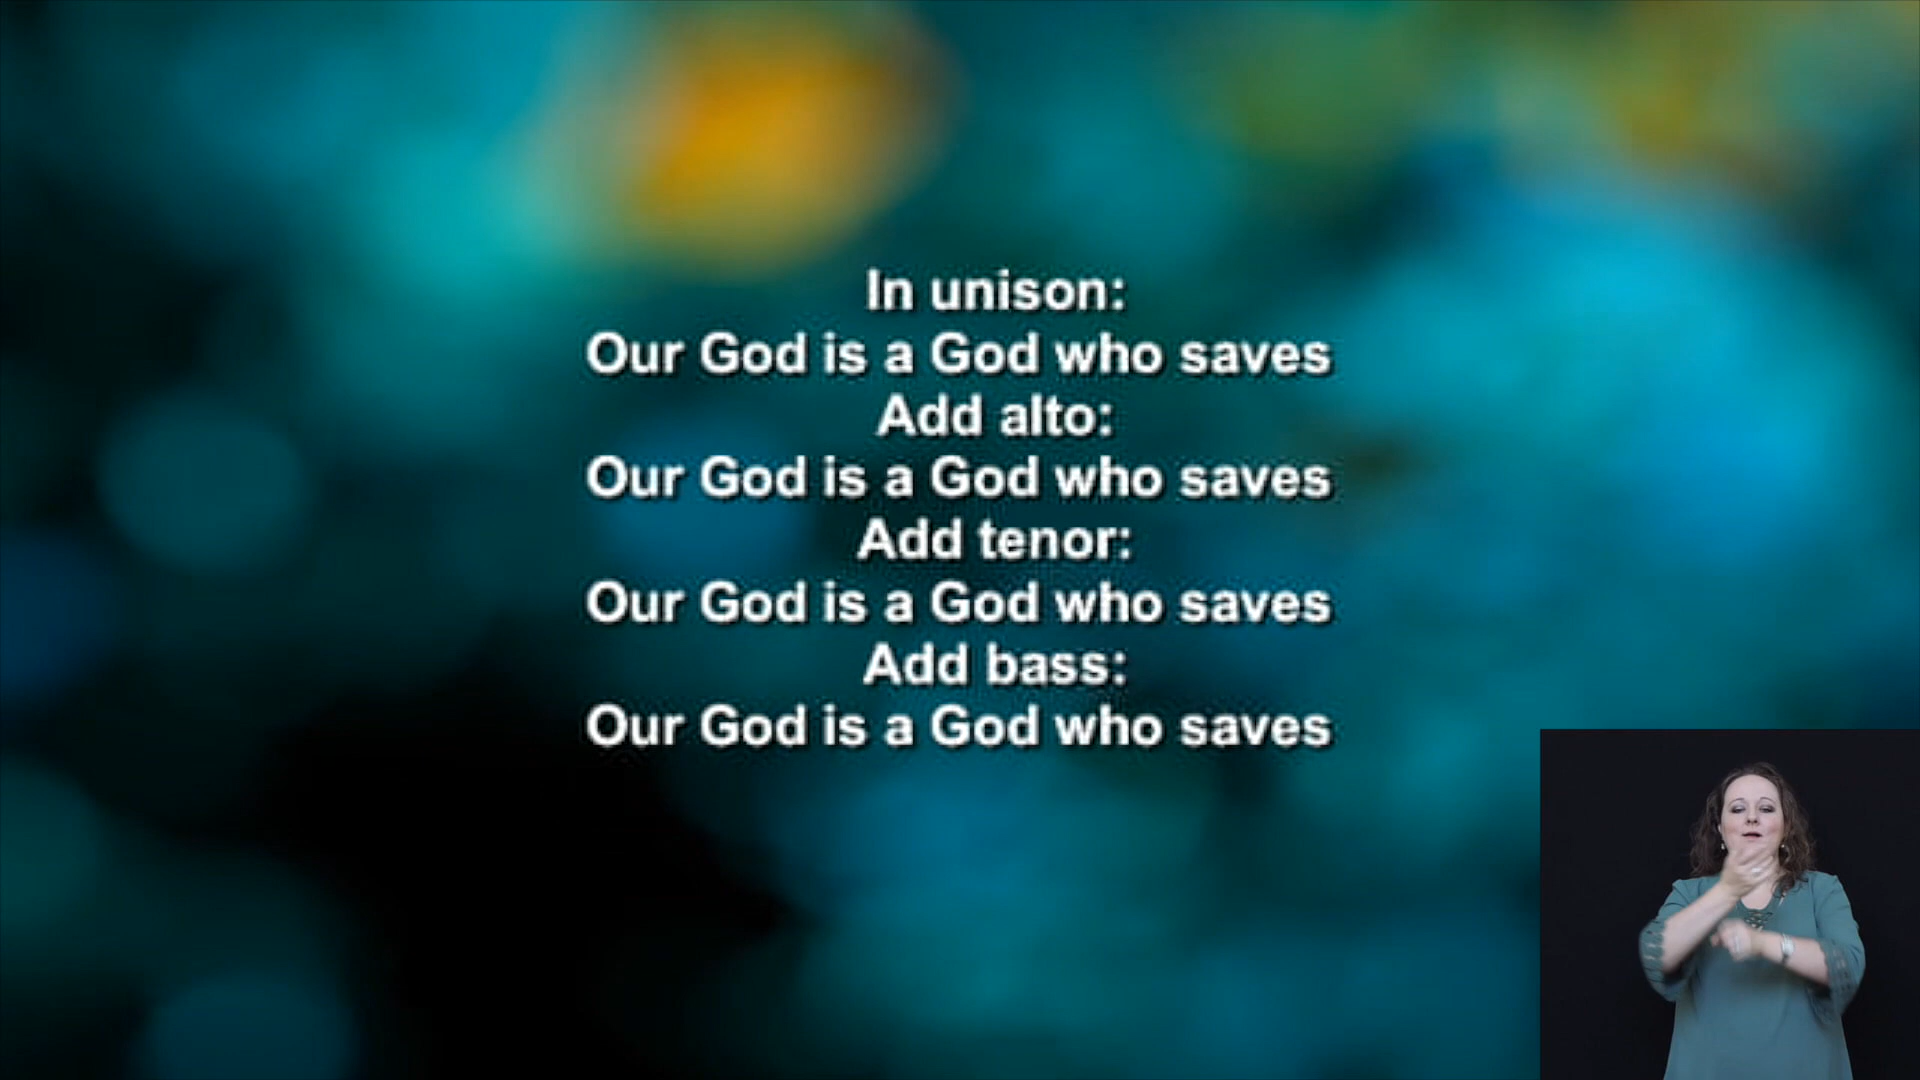 In unison:
Our God is a God who saves
Add alto:
Our God is a God who saves
Add tenor:
Our God is a God who saves
Add bass:
Our God is a God who saves